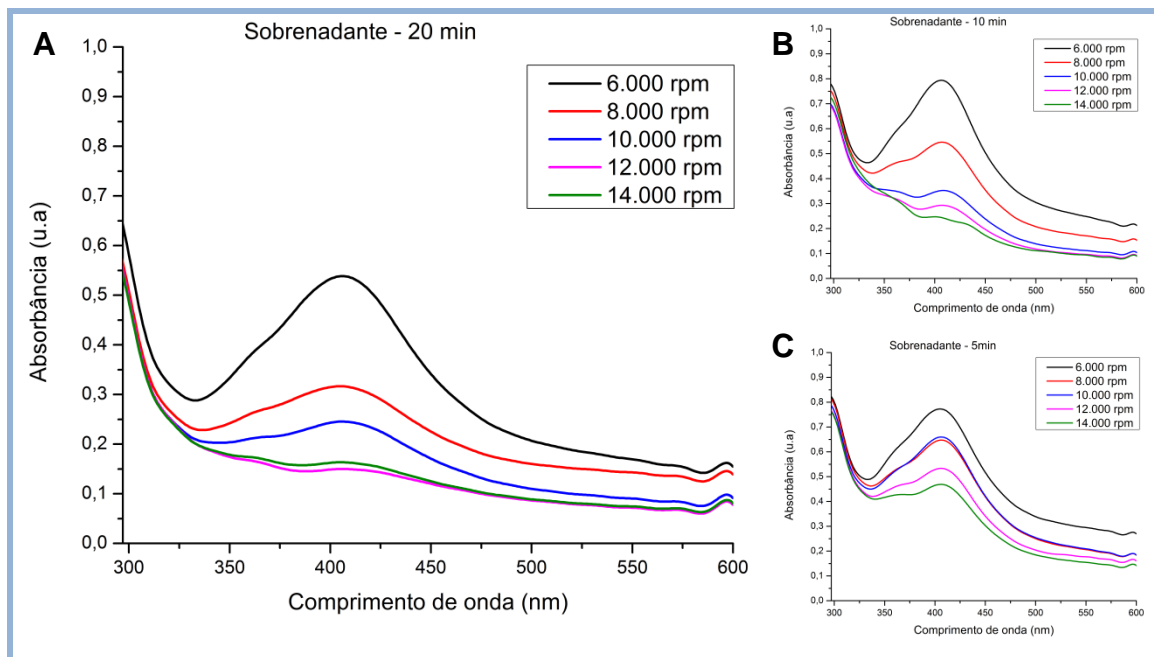 A
Sobrenadante - 20 min
1,0
0,9
0,8
0,7
0,6
0,5
0,4
0,3
0,2
0,1
0,0
Absorbância (u.a)
6.000 rpm
8.000 rpm
10.000 rpm
12.000 rpm
14.000 rpm
300 350 400 450 500 550 600
Comprimento de onda (nm)
B
Sobrenadante - 10 min
1,0
0,9
0,8
0,7
0,6
0,5
0,4
0,3
0,2
0,1
0,0
Absorbância (u.a)
6.000 rpm
8.000 rpm
10.000 rpm
12.000 rpm
14.000 rpm
300 350 400 450 500 550 600
Comprimento de onda (nm)
C
Sobrenadante - 5min
1,0
0,9
0,8
0,7
0,6
0,5
0,4
0,3
0,2
0,1
0,0
Absorbância (u.a)
6.000 rpm
8.000 rpm
10.000 rpm
12.000 rpm
14.000 rpm
300 350 400 450 500 550 600
Comprimento de onda (nm)